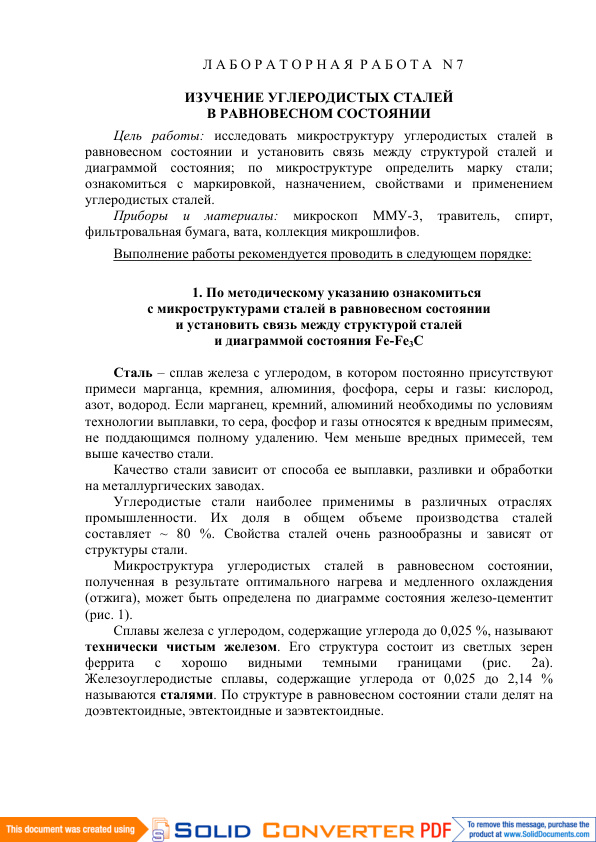 Л А Б О Р А Т О Р Н А Я  Р А Б О Т А  N 7
ИЗУЧЕНИЕ УГЛЕРОДИСТЫХ СТАЛЕЙ
В РАВНОВЕСНОМ СОСТОЯНИИ
Цель работы: исследовать микроструктуру углеродистых сталей в
равновесном состоянии и установить связь между структурой сталей и
диаграммой состояния; по микроструктуре определить марку стали;
ознакомиться с маркировкой, назначением, свойствами и применением
углеродистых сталей.
Приборы и материалы: микроскоп ММУ-3, травитель, спирт,
фильтровальная бумага, вата, коллекция микрошлифов.
Выполнение работы рекомендуется проводить в следующем порядке:
1. По методическому указанию ознакомиться
с микроструктурами сталей в равновесном состоянии
и установить связь между структурой сталей
и диаграммой состояния Fe-Fe₃C
Сталь – сплав железа с углеродом, в котором постоянно присутствуют
примеси марганца, кремния, алюминия, фосфора, серы и газы: кислород,
азот, водород. Если марганец, кремний, алюминий необходимы по условиям
технологии выплавки, то сера, фосфор и газы относятся к вредным примесям,
не поддающимся полному удалению. Чем меньше вредных примесей, тем
выше качество стали.
Качество стали зависит от способа ее выплавки, разливки и обработки
на металлургических заводах.
Углеродистые стали наиболее применимы в различных отраслях
промышленности. Их доля в общем объеме производства сталей
составляет ~ 80 %. Свойства сталей очень разнообразны и зависят от
структуры стали.
Микроструктура углеродистых сталей в равновесном состоянии,
полученная в результате оптимального нагрева и медленного охлаждения
(отжига), может быть определена по диаграмме состояния железо-цементит
(рис. 1).
Сплавы железа с углеродом, содержащие углерода до 0,025 %, называют
технически чистым железом. Его структура состоит из светлых зерен
феррита с хорошо видными темными границами (рис. 2а).
Железоуглеродистые сплавы, содержащие углерода от 0,025 до 2,14 %
называются сталями. По структуре в равновесном состоянии стали делят на
доэвтектоидные, эвтектоидные и заэвтектоидные.
This document was created using
SOLID CONVERTER PDF
To remove this message, purchase the
product at www.SolidDocuments.com